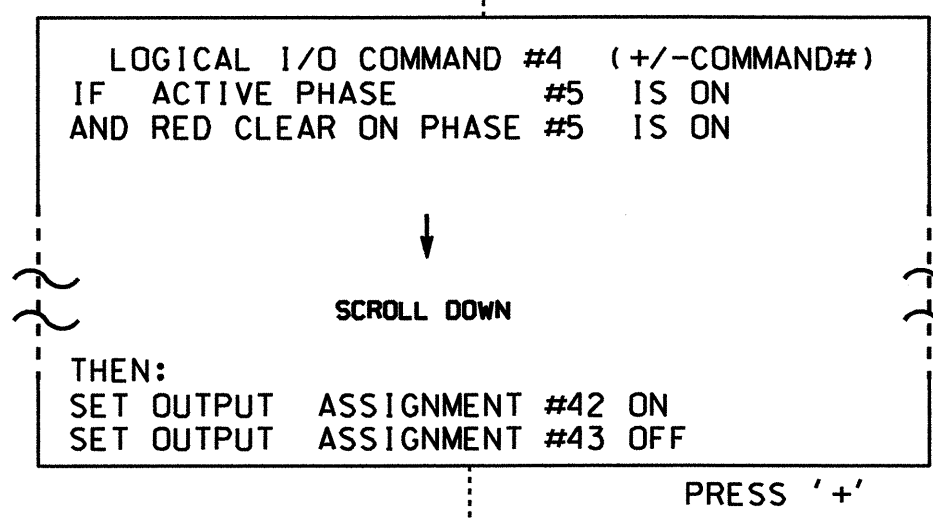 LOGICAL I/O COMMAND #4 (+/-COMMAND#)
IF ACTIVE PHASE #5 IS ON
AND RED CLEAR ON PHASE #5 IS ON
SCROLL DOWN
THEN:
SET OUTPUT ASSIGNMENT #42 ON
SET OUTPUT ASSIGNMENT #43 OFF
PRESS '+'